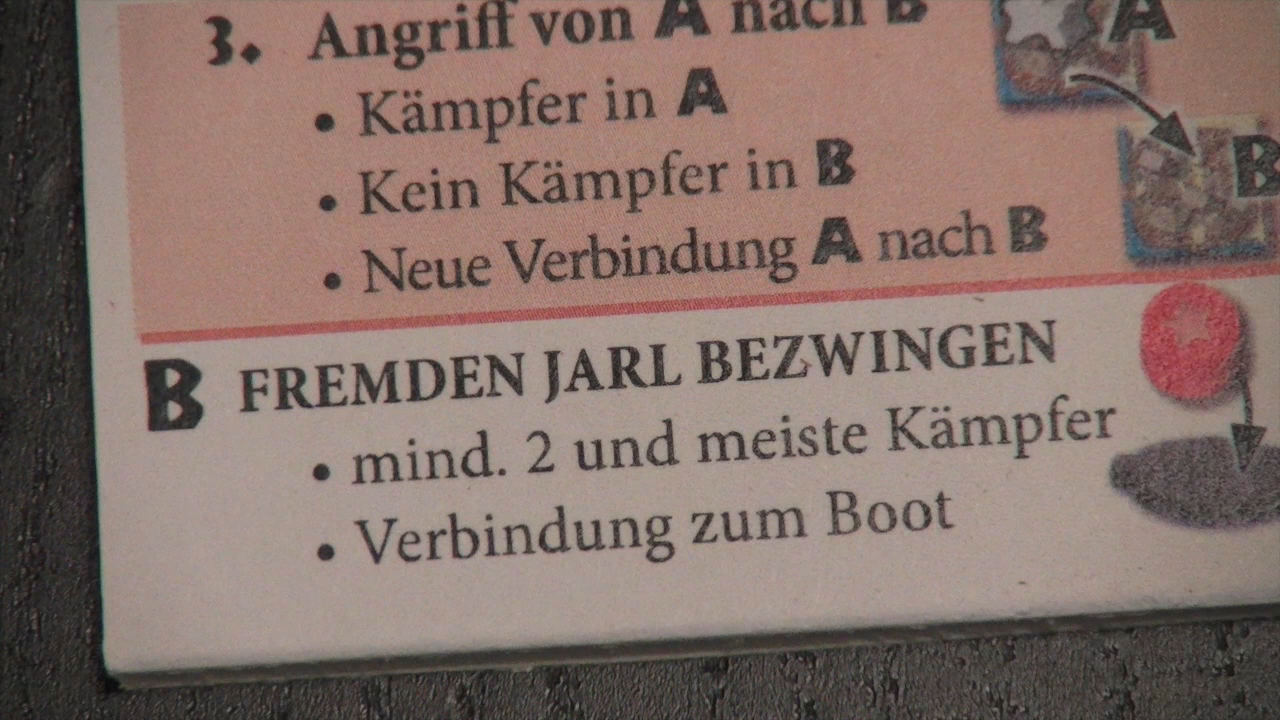 3. Angriff von A nach B
• Kämpfer in A
• Kein Kämpfer in B
• Neue Verbindung A nach B
A
B
B FREMDEN JARL BEZWINGEN
• mind. 2 und meiste Kämpfer
• Verbindung zum Boot